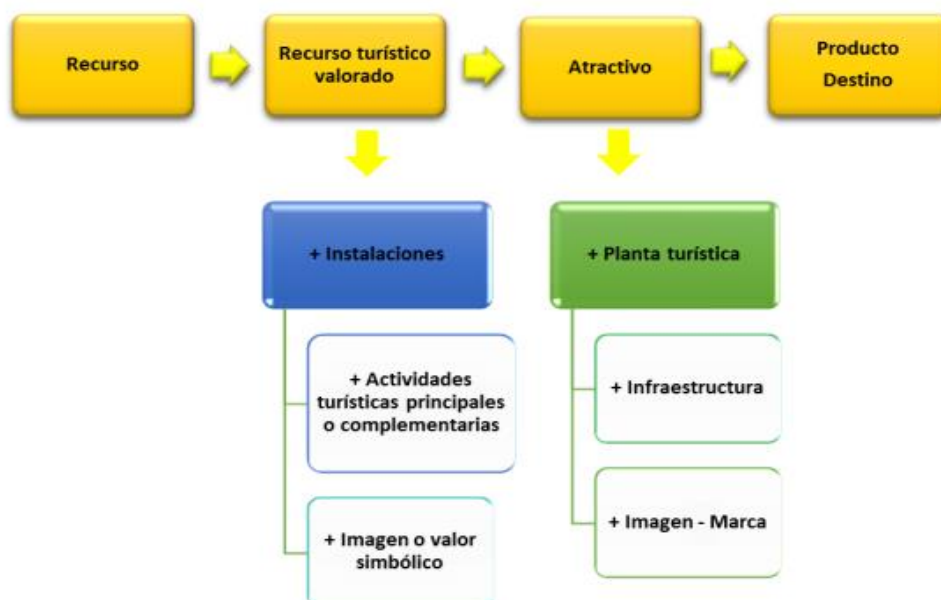 Recurso
Recurso turístico
valorado
Atractivo
Producto
Destino
+ Instalaciones
+ Actividades
turísticas principales
o complementarias
+ Imagen o valor
simbólico
+ Planta turística
+ Infraestructura
+ Imagen - Marca